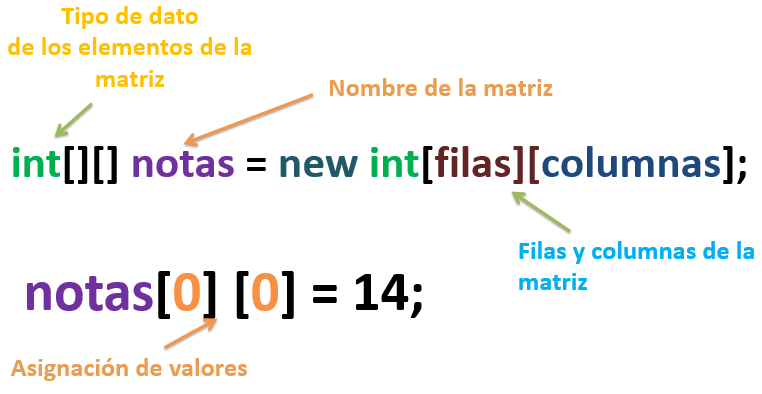 Tipo de dato
de los elementos de la
matriz
Nombre de la matriz
int[][] notas = new int[filas][columnas];
Filas y columnas de la
matriz
notas[0] [0] = 14;
Asignación de valores